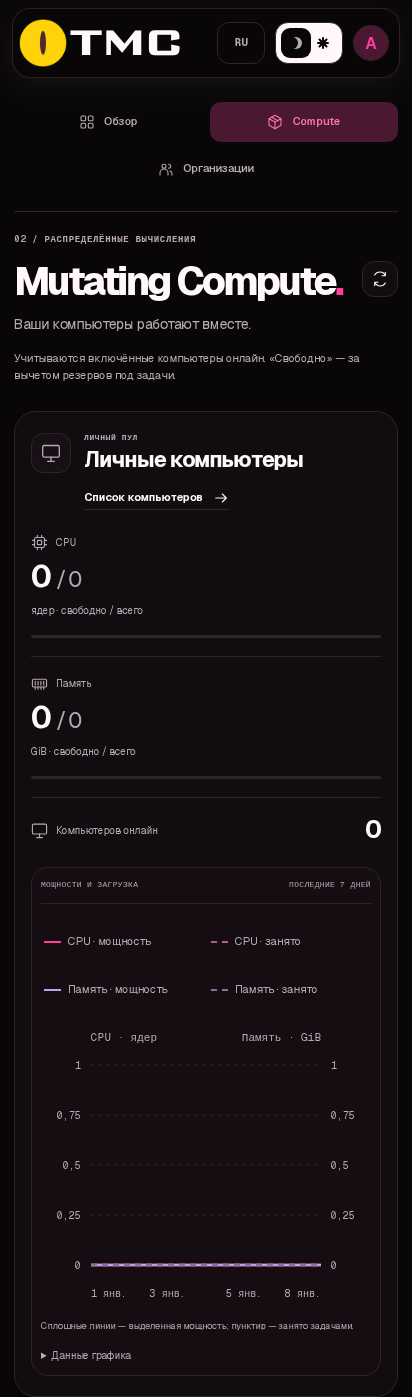 TMC
RU
A
Обзор
Compute
Организации
02 / РАСПРЕДЕЛЁННЫЕ ВЫЧИСЛЕНИЯ
Mutating Compute.
Ваши компьютеры работают вместе.
Учитываются включённые компьютеры онлайн. «Свободно» — за
вычетом резервов под задачи.
ЛИЧНЫЙ ПУЛ
Личные компьютеры
Список компьютеров
CPU
0 / 0
ядер · свободно / всего
Память
0 / 0
GiB · свободно / всего
Компьютеров онлайн
0
МОЩНОСТИ И ЗАГРУЗКА
ПОСЛЕДНИЕ 7 ДНЕЙ
CPU · мощность
CPU · занято
Память · мощность
Память · занято
CPU · ядер
Память · GiB
1 1
0,75 0,75
0,5 0,5
0,25 0,25
0 0
1 янв. 3 янв. 5 янв. 8 янв.
Сплошные линии — выделенная мощность; пунктир — занято задачами.
Данные графика